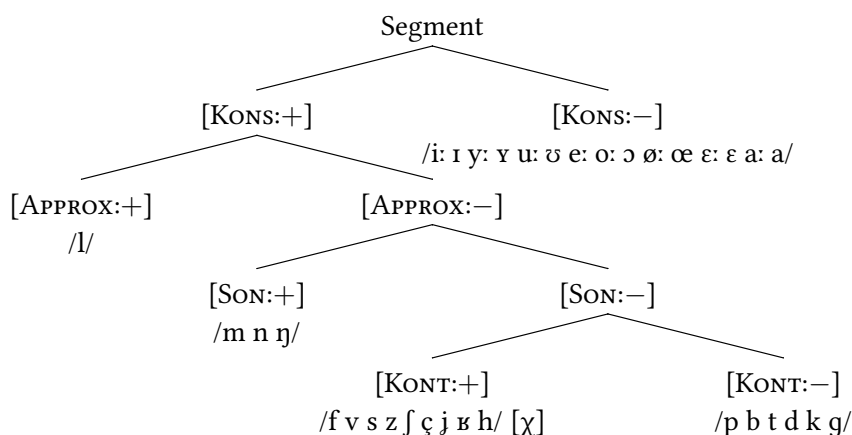 Segment
[KONS:+] [KONS:−]
/iː ɪ yː ʏ uː ʊ eː oː ɔ øː œ ɛː ɛ aː a/
[APPROX:+] [APPROX:−]
/l/
[SON:+] [SON:−]
/m n ŋ/
[KONT:+] [KONT:−]
/f v s z ʃ ç ʝ ʁ h/ [χ] /p b t d k ɡ/